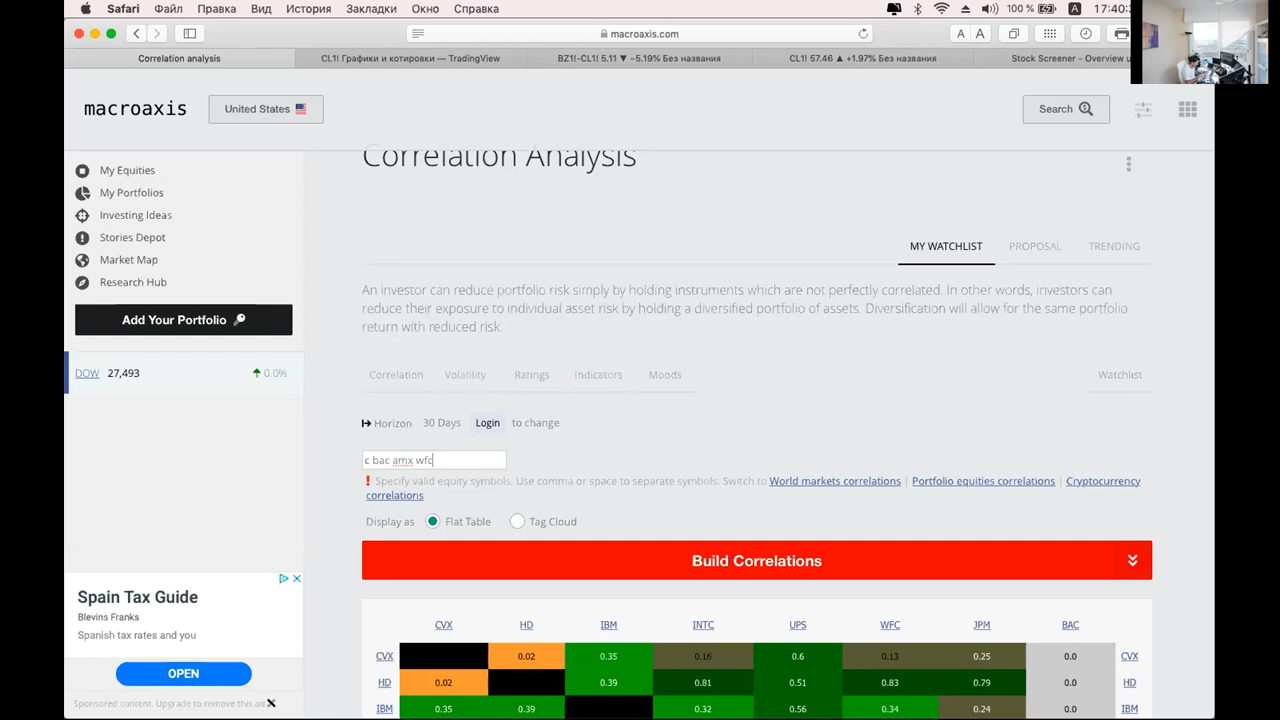 Safari Файл Правка Вид История Закладки Окно Справка 100 % A 17:40:
macroaxis.com A A
Correlation analysis CL1! Графики и котировки — TradingView BZ1!-CL1! 5.11 ▼ −5.19% Без названия CL1! 57.46 ▲ +1.97% Без названия Stock Screener - Overview
macroaxis United States Search
Correlation Analysis
My Equities
My Portfolios
Investing Ideas
Stories Depot
Market Map
Research Hub
Add Your Portfolio
DOW 27,493 0.0%
MY WATCHLIST PROPOSAL TRENDING
An investor can reduce portfolio risk simply by holding instruments which are not perfectly correlated. In other words, investors can
reduce their exposure to individual asset risk by holding a diversified portfolio of assets. Diversification will allow for the same portfolio
return with reduced risk.
Correlation Volatility Ratings Indicators Moods Watchlist
Horizon 30 Days Login to change
c bac amx wfc
Specify valid equity symbols. Use comma or space to separate symbols. Switch to World markets correlations | Portfolio equities correlations | Cryptocurrency
correlations
Display as Flat Table Tag Cloud
Build Correlations
CVX HD IBM INTC UPS WFC JPM BAC
CVX 0.02 0.35 0.16 0.6 0.13 0.25 0.0 CVX
HD 0.02 0.39 0.81 0.51 0.83 0.79 0.0 HD
IBM 0.35 0.39 0.32 0.56 0.34 0.24 0.0 IBM
Spain Tax Guide
Blevins Franks
Spanish tax rates and you
OPEN
Sponsored content. Upgrade to remove this ad